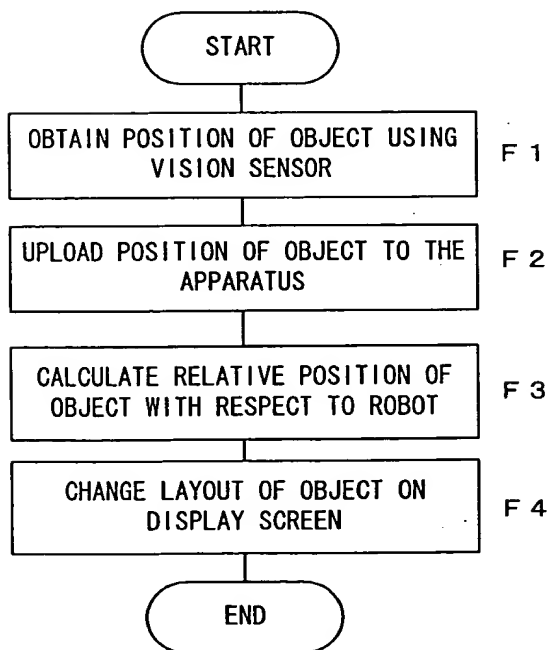 START
OBTAIN POSITION OF OBJECT USING
VISION SENSOR
F 1
UPLOAD POSITION OF OBJECT TO THE
APPARATUS
F 2
CALCULATE RELATIVE POSITION OF
OBJECT WITH RESPECT TO ROBOT
F 3
CHANGE LAYOUT OF OBJECT ON
DISPLAY SCREEN
F 4
END